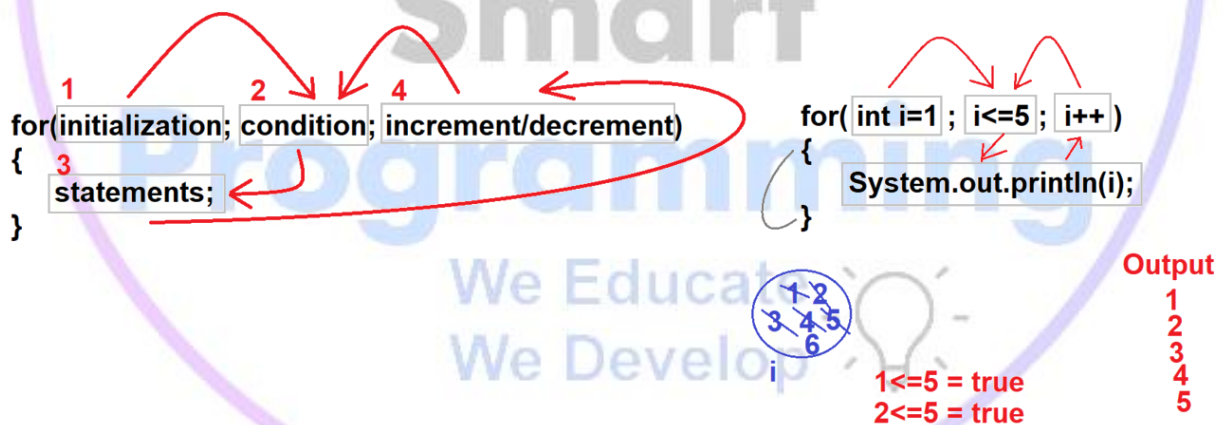 Smart
Programming
We Educate
We Develop
1 2 4
for(initialization; condition; increment/decrement)
{
3
statements;
}
for( int i=1 ; i<=5 ; i++ )
{
System.out.println(i);
}
1 2
3 4 5
6
i
1<=5 = true
2<=5 = true
Output
1
2
3
4
5